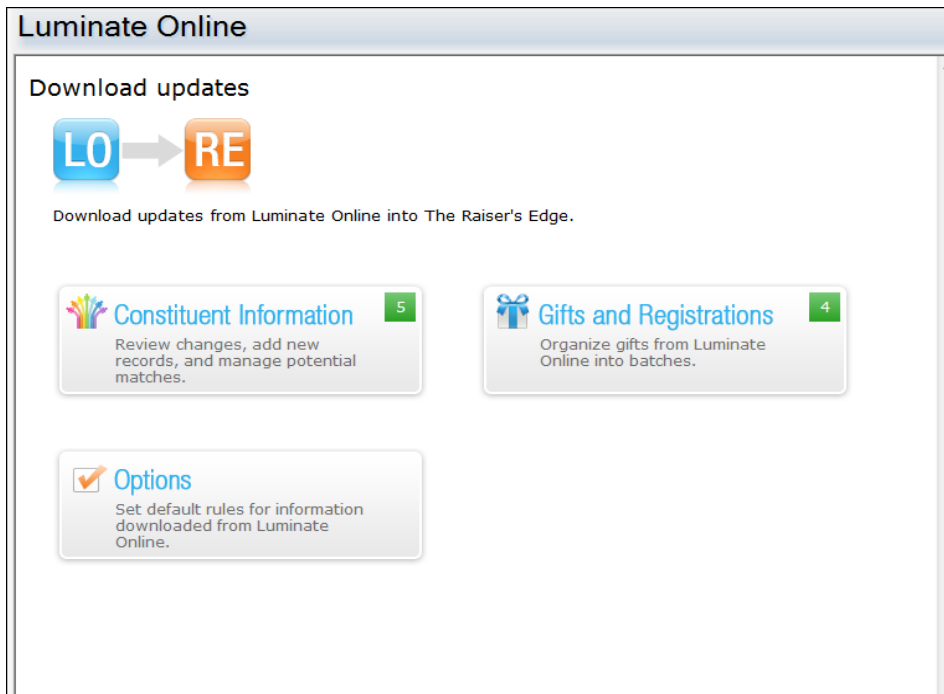 Luminate Online
Download updates
LO RE
Download updates from Luminate Online into The Raiser's Edge.
Constituent Information 5
Review changes, add new
records, and manage potential
matches.
Gifts and Registrations 4
Organize gifts from Luminate
Online into batches.
Options
Set default rules for information
downloaded from Luminate
Online.